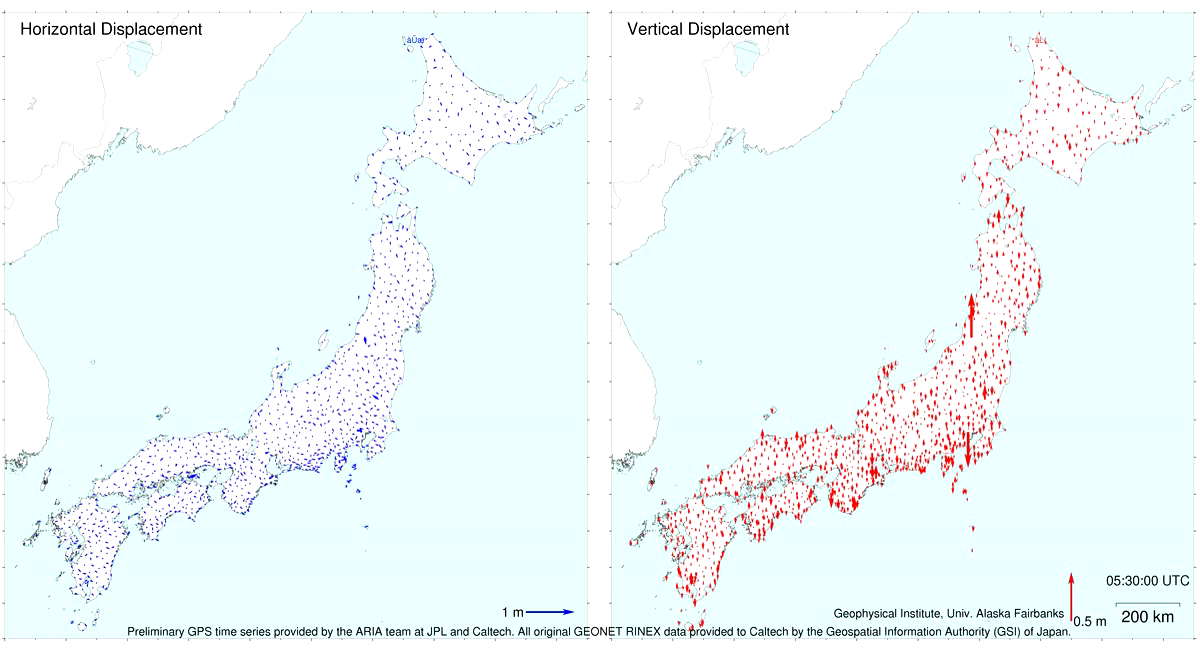 Horizontal Displacement
Vertical Displacement
1 m
05:30:00 UTC
Geophysical Institute, Univ. Alaska Fairbanks
0.5 m
200 km
Preliminary GPS time series provided by the ARIA team at JPL and Caltech. All original GEONET RINEX data provided to Caltech by the Geospatial Information Authority (GSI) of Japan.